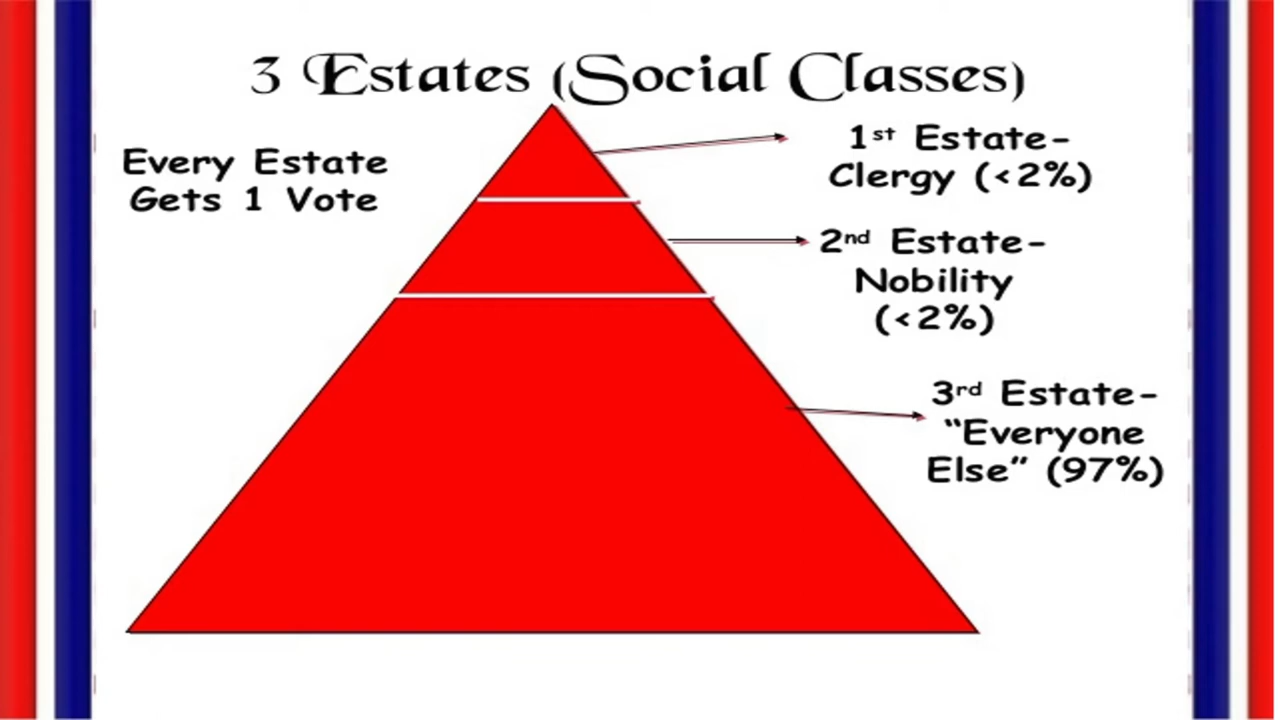 3 Estates (Social Classes)
Every Estate
Gets 1 Vote
1st Estate-
Clergy (<2%)
2nd Estate-
Nobility
(<2%)
3rd Estate-
“Everyone
Else” (97%)